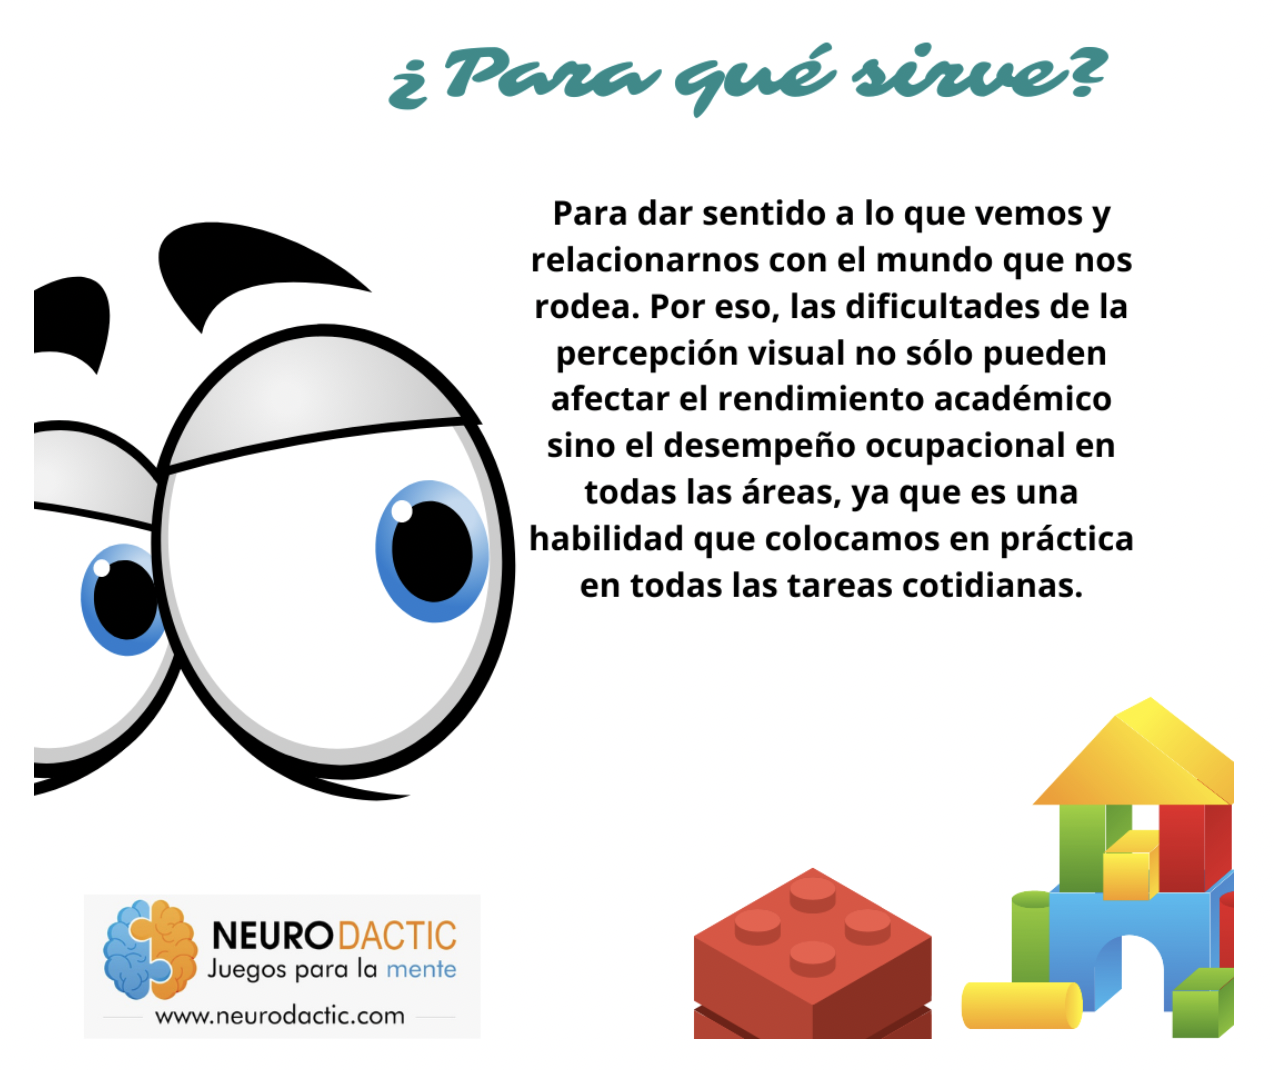 ¿Para qué sirve?
Para dar sentido a lo que vemos y
relacionarnos con el mundo que nos
rodea. Por eso, las dificultades de la
percepción visual no sólo pueden
afectar el rendimiento académico
sino el desempeño ocupacional en
todas las áreas, ya que es una
habilidad que colocamos en práctica
en todas las tareas cotidianas.
NEURODACTIC
Juegos para la mente
www.neurodactic.com